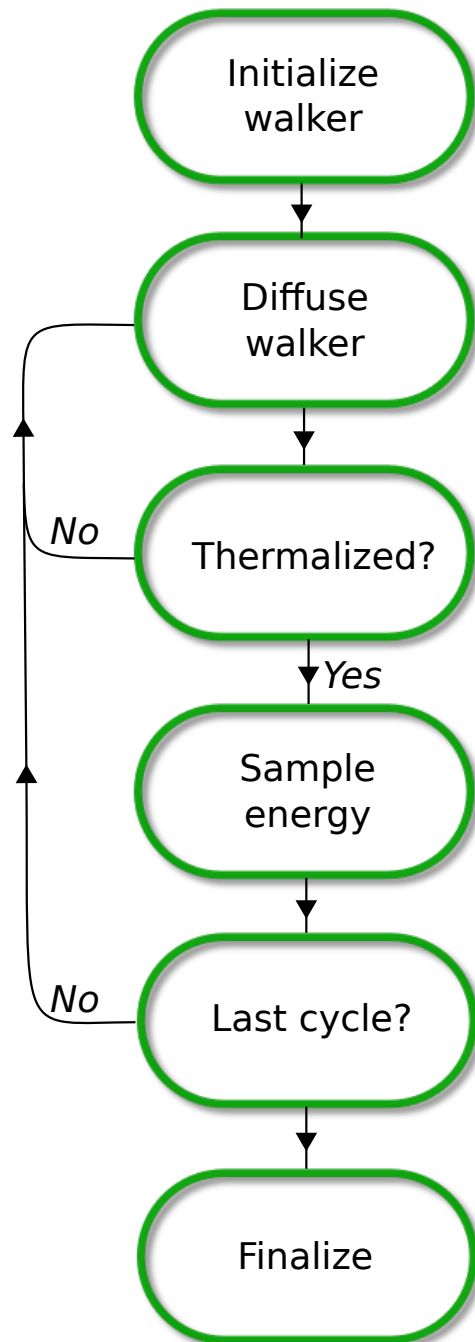 Initialize
walker
Diffuse
walker
No
Thermalized?
Yes
Sample
energy
No
Last cycle?
Finalize